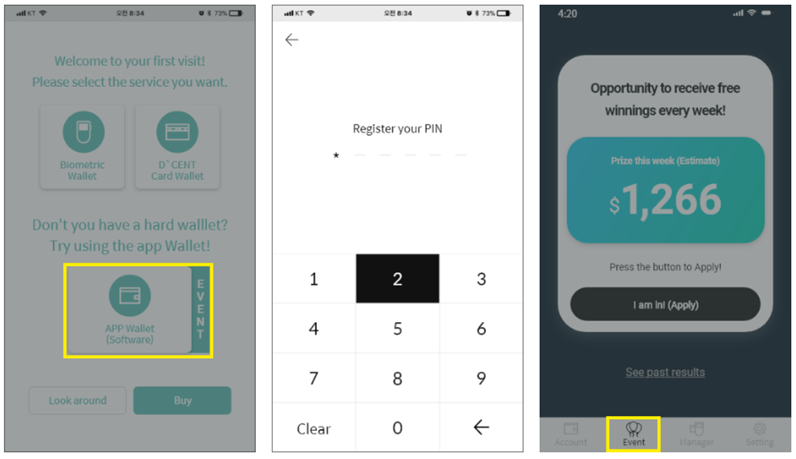 KT 오전 8:34 73%
Welcome to your first visit!
Please select the service you want.
Biometric
Wallet
D`CENT
Card Wallet
Don't you have a hard walllet?
Try using the app Wallet!
APP Wallet
(Software)
EVENT
Look around
Buy
KT 오전 8:34 73%
Register your PIN
*
1 2 3
4 5 6
7 8 9
Clear 0
4:20
Opportunity to receive free
winnings every week!
Prize this week (Estimate)
$1,266
Press the button to Apply!
I am in! (Apply)
See past results
Account Event Manager Setting